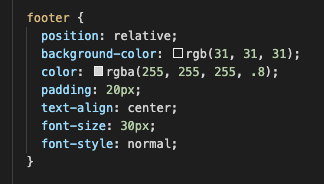 footer {
position: relative;
background-color: rgb(31, 31, 31);
color: rgba(255, 255, 255, .8);
padding: 20px;
text-align: center;
font-size: 30px;
font-style: normal;
}